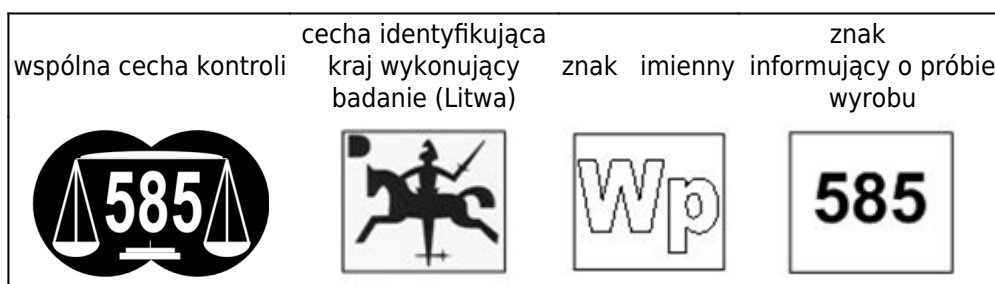 wspólna cecha kontroli
cecha identyfikująca
kraj wykonujący
badanie (Litwa)
znak imienny
znak
informujący o próbie
wyrobu
585
D
Wp
585